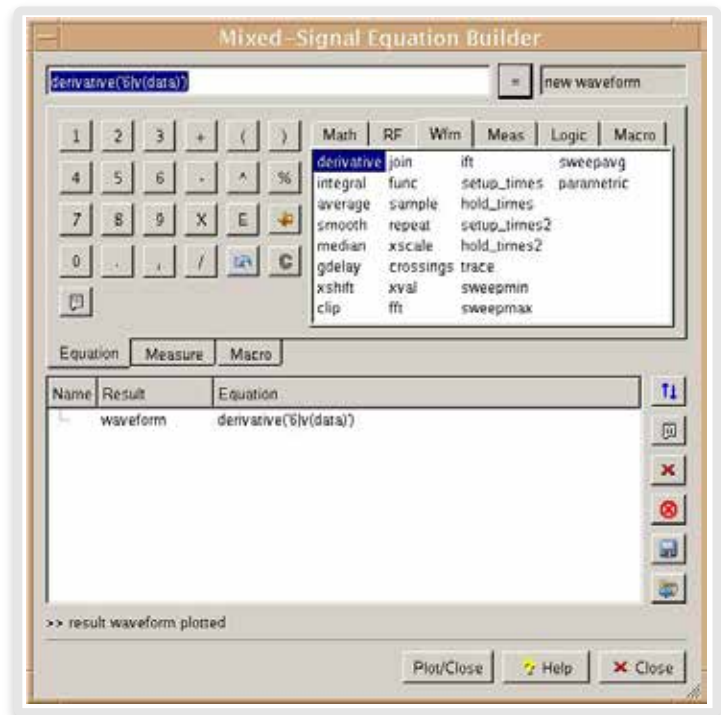 Mixed-Signal Equation Builder
derivative('6|v(data)') = new waveform
1 2 3 + ( ) Math RF Wfm Meas Logic Macro
derivative join ift sweepavg
4 5 6 - ^ % integral func setup_times parametric
average sample hold_times
7 8 9 X E smooth repeat setup_times2
median xscale hold_times2
0 . , / C gdelay crossings trace
xshift xval sweepmin
clip fft sweepmax
Equation Measure Macro
Name Result Equation
waveform derivative('6|v(data)')
>> result waveform plotted
Plot/Close ? Help Close